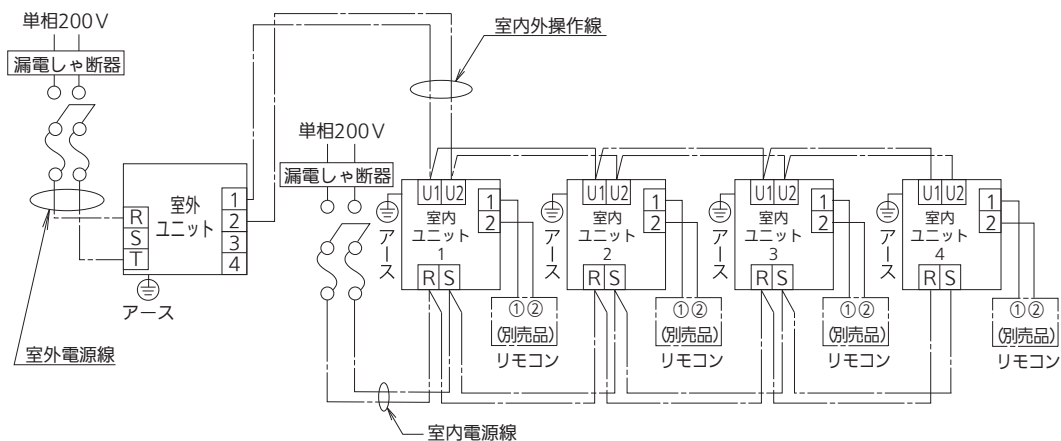 単相200V
漏電しゃ断器
室外
ユニット
R
S
T
1
2
3
4
アース
室外電源線
室内外操作線
単相200V
漏電しゃ断器
アース
U1 U2
室内
ユニット
1
1
2
R S
①②
(別売品)
リモコン
アース
U1 U2
室内
ユニット
2
1
2
R S
①②
(別売品)
リモコン
アース
U1 U2
室内
ユニット
3
1
2
R S
①②
(別売品)
リモコン
アース
U1 U2
室内
ユニット
4
1
2
R S
①②
(別売品)
リモコン
室内電源線